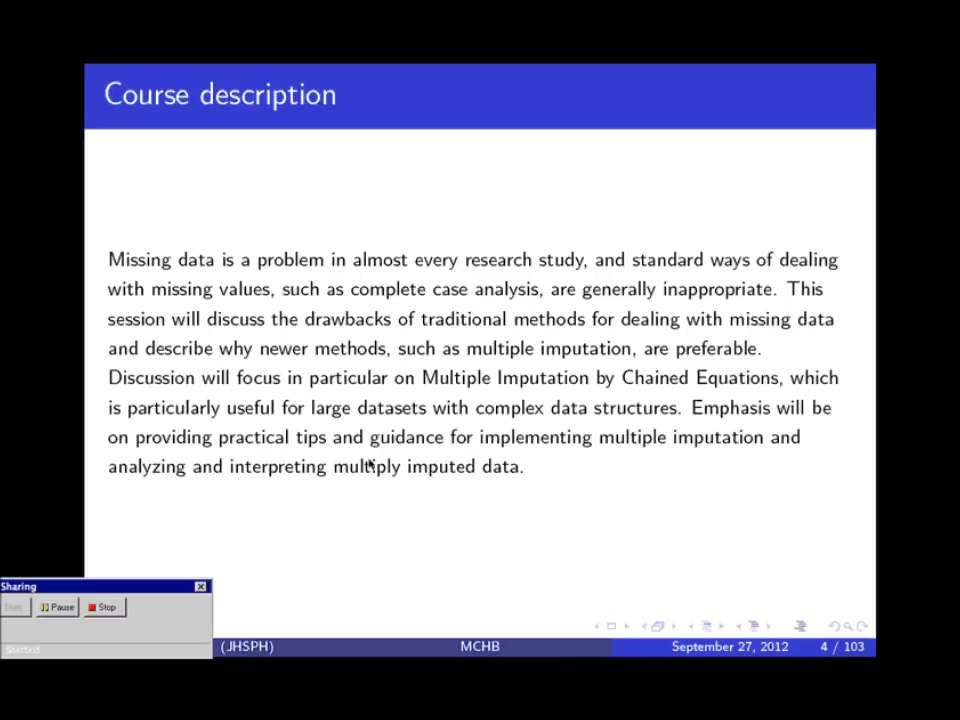 Course description
Missing data is a problem in almost every research study, and standard ways of dealing
with missing values, such as complete case analysis, are generally inappropriate. This
session will discuss the drawbacks of traditional methods for dealing with missing data
and describe why newer methods, such as multiple imputation, are preferable.
Discussion will focus in particular on Multiple Imputation by Chained Equations, which
is particularly useful for large datasets with complex data structures. Emphasis will be
on providing practical tips and guidance for implementing multiple imputation and
analyzing and interpreting multiply imputed data.
Sharing
Start Pause Stop
Started
(JHSPH) MCHB September 27, 2012 4 / 103